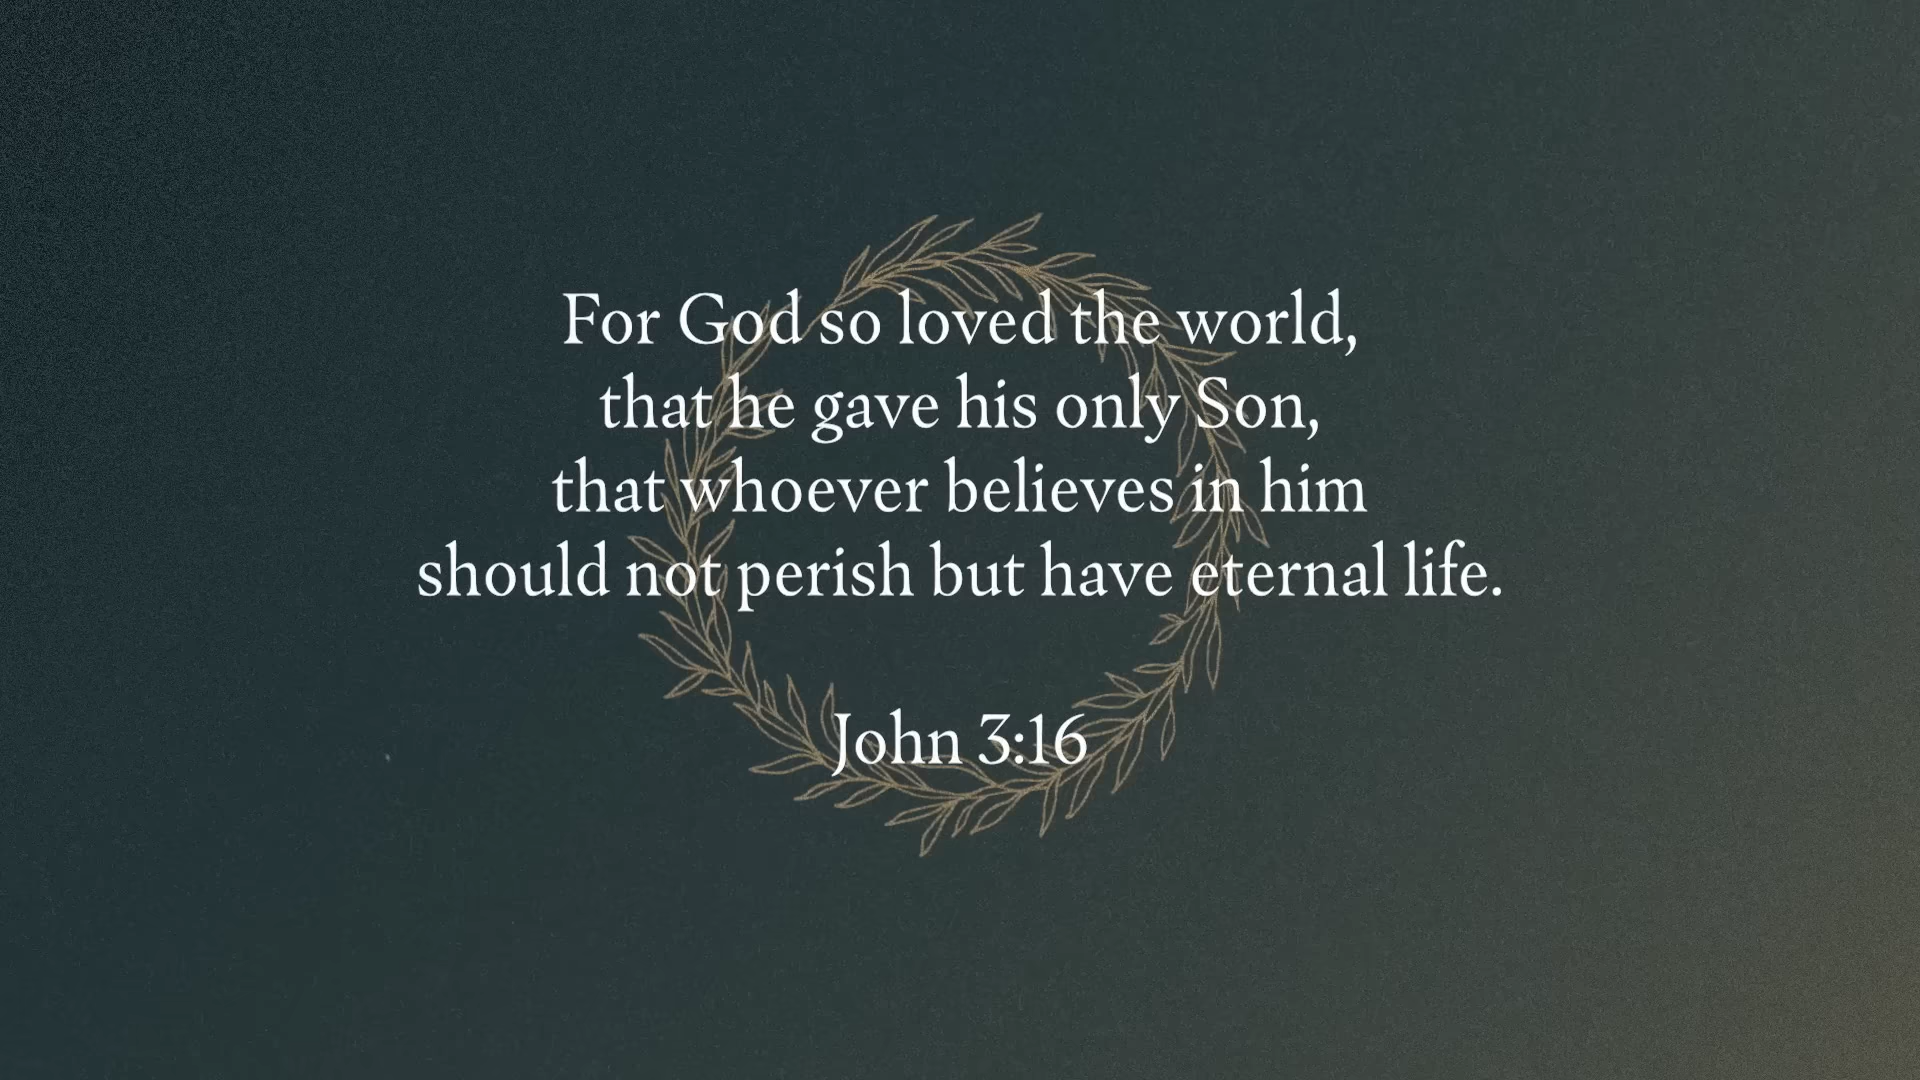 For God so loved the world,
that he gave his only Son,
that whoever believes in him
should not perish but have eternal life.
John 3:16